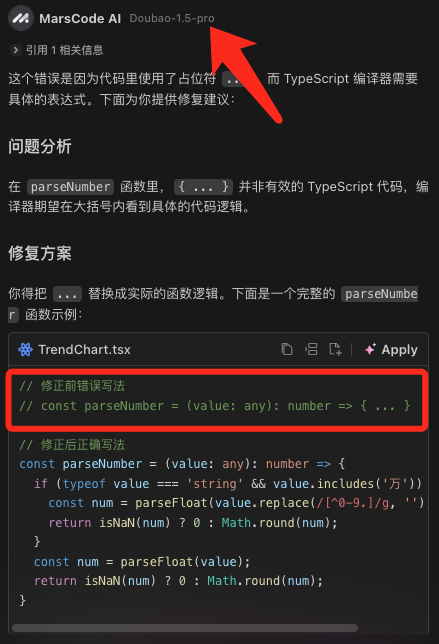 MarsCode AI Doubao-1.5-pro
引用 1 相关信息
这个错误是因为代码里使用了占位符 ... 而 TypeScript 编译器需要
具体的表达式。下面为你提供修复建议：
问题分析
在 parseNumber 函数里， { ... } 并非有效的 TypeScript 代码，编
译器期望在大括号内看到具体的代码逻辑。
修复方案
你得把 ... 替换成实际的函数逻辑。下面是一个完整的 parseNumbe
r 函数示例：
TrendChart.tsx Apply
// 修正前错误写法
// const parseNumber = (value: any): number => { ... }
// 修正后正确写法
const parseNumber = (value: any): number => {
if (typeof value === 'string' && value.includes('万'))
const num = parseFloat(value.replace(/[^0-9.]/g, '')
return isNaN(num) ? 0 : Math.round(num);
}
const num = parseFloat(value);
return isNaN(num) ? 0 : Math.round(num);
}